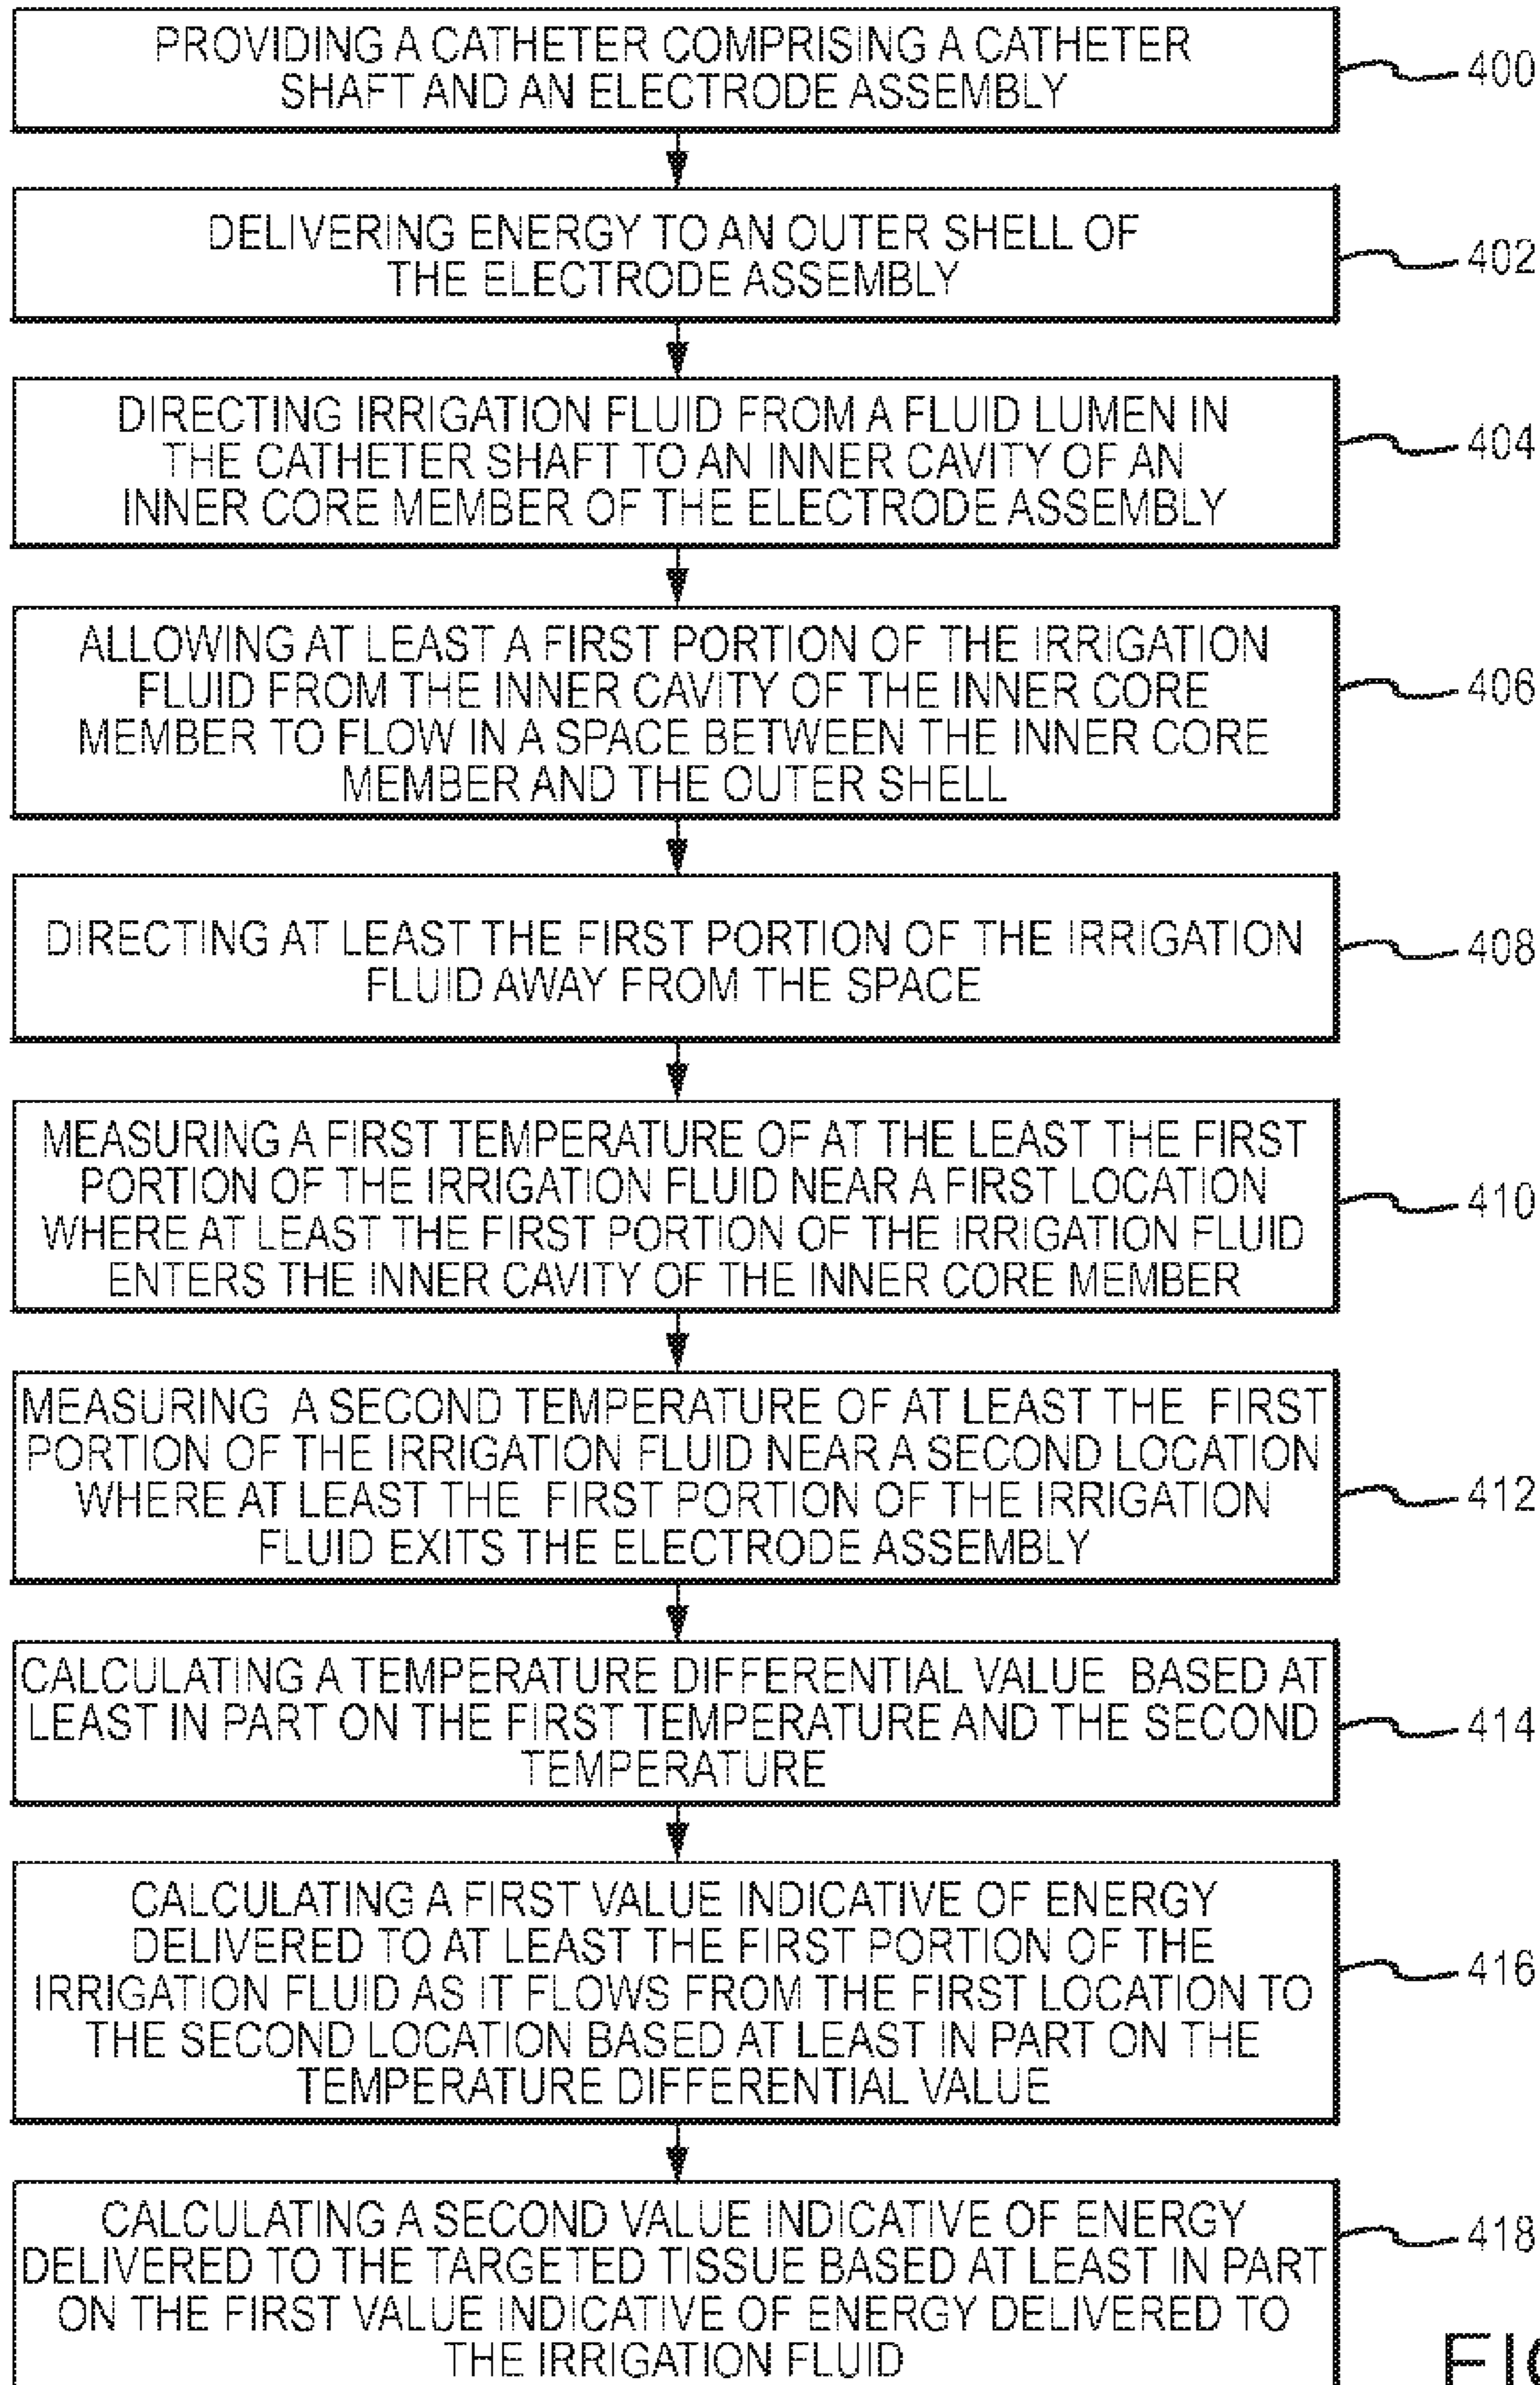 PROVIDING A CATHETER COMPRISING A CATHETER
SHAFT AND AN ELECTRODE ASSEMBLY
400
DELIVERING ENERGY TO AN OUTER SHELL OF
THE ELECTRODE ASSEMBLY
402
DIRECTING IRRIGATION FLUID FROM A FLUID LUMEN IN
THE CATHETER SHAFT TO AN INNER CAVITY OF AN
INNER CORE MEMBER OF THE ELECTRODE ASSEMBLY
404
ALLOWING AT LEAST A FIRST PORTION OF THE IRRIGATION
FLUID FROM THE INNER CAVITY OF THE INNER CORE
MEMBER TO FLOW IN A SPACE BETWEEN THE INNER CORE
MEMBER AND THE OUTER SHELL
406
DIRECTING AT LEAST THE FIRST PORTION OF THE IRRIGATION
FLUID AWAY FROM THE SPACE
408
MEASURING A FIRST TEMPERATURE OF AT THE LEAST THE FIRST
PORTION OF THE IRRIGATION FLUID NEAR A FIRST LOCATION
WHERE AT LEAST THE FIRST PORTION OF THE IRRIGATION FLUID
ENTERS THE INNER CAVITY OF THE INNER CORE MEMBER
410
MEASURING A SECOND TEMPERATURE OF AT LEAST THE FIRST
PORTION OF THE IRRIGATION FLUID NEAR A SECOND LOCATION
WHERE AT LEAST THE FIRST PORTION OF THE IRRIGATION
FLUID EXITS THE ELECTRODE ASSEMBLY
412
CALCULATING A TEMPERATURE DIFFERENTIAL VALUE BASED AT
LEAST IN PART ON THE FIRST TEMPERATURE AND THE SECOND
TEMPERATURE
414
CALCULATING A FIRST VALUE INDICATIVE OF ENERGY
DELIVERED TO AT LEAST THE FIRST PORTION OF THE
IRRIGATION FLUID AS IT FLOWS FROM THE FIRST LOCATION TO
THE SECOND LOCATION BASED AT LEAST IN PART ON THE
TEMPERATURE DIFFERENTIAL VALUE
416
CALCULATING A SECOND VALUE INDICATIVE OF ENERGY
DELIVERED TO THE TARGETED TISSUE BASED AT LEAST IN PART
ON THE FIRST VALUE INDICATIVE OF ENERGY DELIVERED TO
THE IRRIGATION FLUID
418